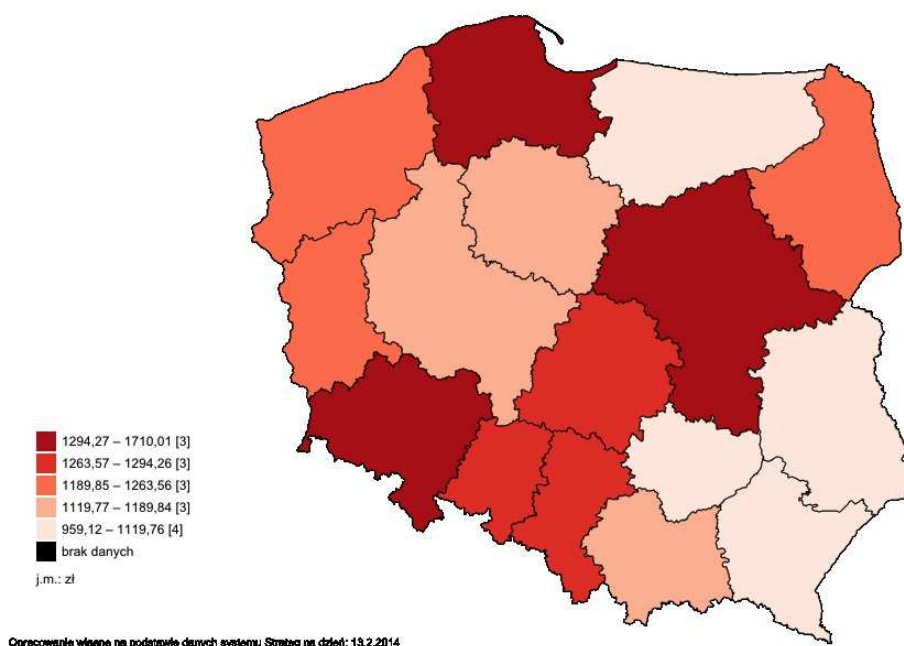 1294,27 – 1710,01 [3]
1263,57 – 1294,26 [3]
1189,85 – 1263,56 [3]
1119,77 – 1189,84 [3]
959,12 – 1119,76 [4]
brak danych
j.m.: zł
Opracowanie własne na podstawie danych systemu Strateg na dzień: 13.2.2014